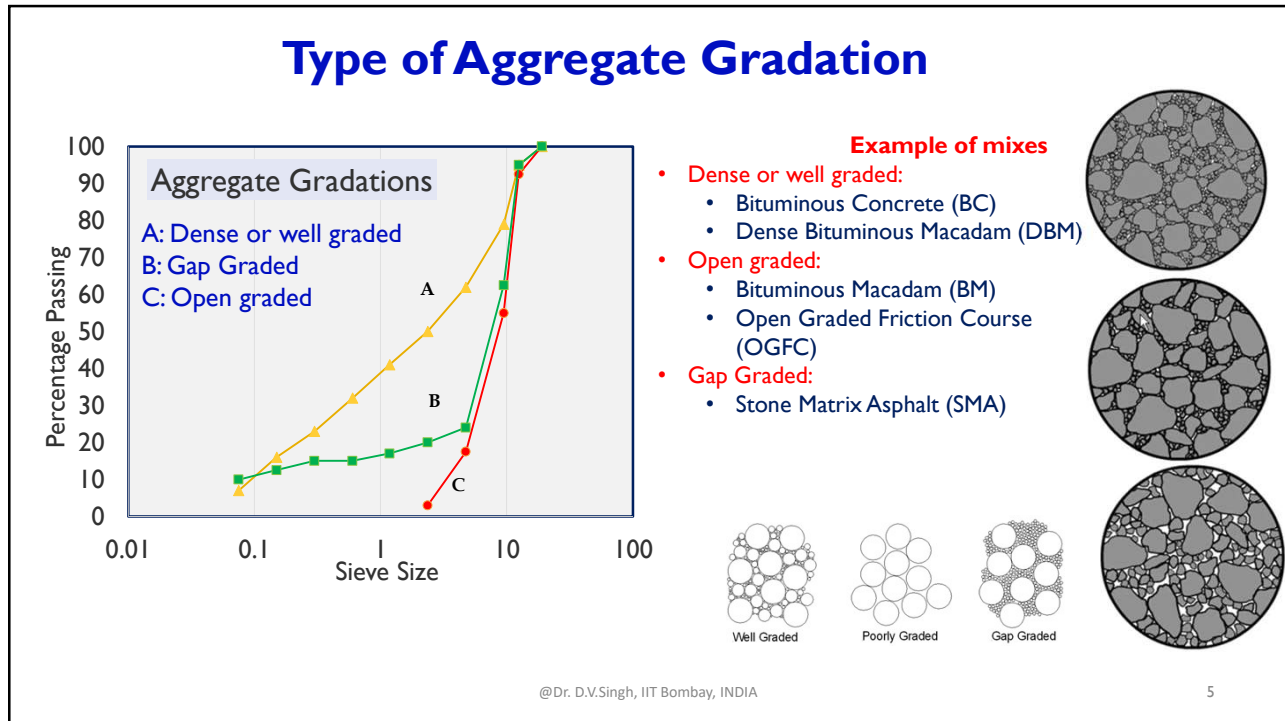 Type of Aggregate Gradation
100
90
80
70
60
50
40
30
20
10
0
Percentage Passing
Aggregate Gradations
A: Dense or well graded
B: Gap Graded
C: Open graded
A
B
C
0.01
0.1
1
10
100
Sieve Size
Example of mixes
• Dense or well graded:
• Bituminous Concrete (BC)
• Dense Bituminous Macadam (DBM)
• Open graded:
• Bituminous Macadam (BM)
• Open Graded Friction Course
(OGFC)
• Gap Graded:
• Stone Matrix Asphalt (SMA)
Well Graded
Poorly Graded
Gap Graded
@Dr. D.V.Singh, IIT Bombay, INDIA
5